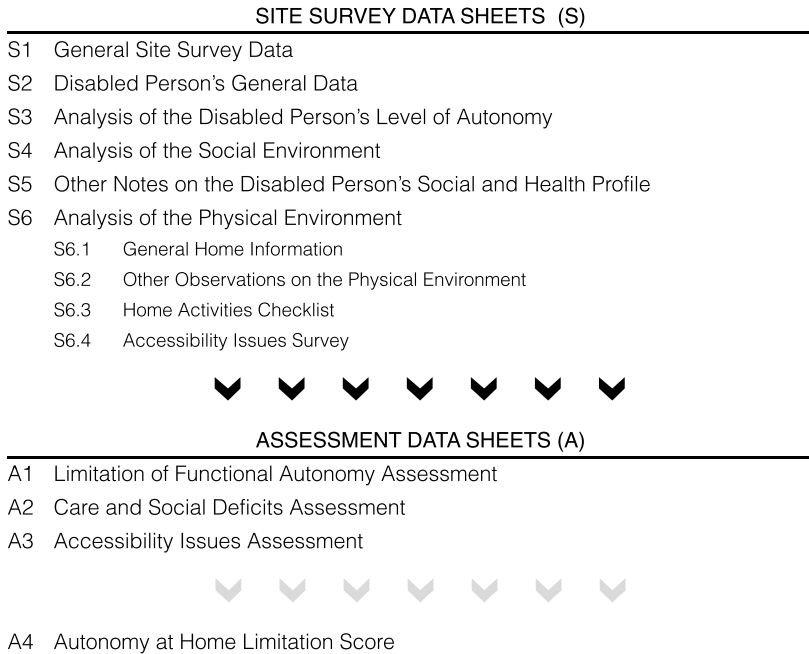 SITE SURVEY DATA SHEETS (S)
S1 General Site Survey Data
S2 Disabled Person's General Data
S3 Analysis of the Disabled Person's Level of Autonomy
S4 Analysis of the Social Environment
S5 Other Notes on the Disabled Person's Social and Health Profile
S6 Analysis of the Physical Environment
S6.1 General Home Information
S6.2 Other Observations on the Physical Environment
S6.3 Home Activities Checklist
S6.4 Accessibility Issues Survey
ASSESSMENT DATA SHEETS (A)
A1 Limitation of Functional Autonomy Assessment
A2 Care and Social Deficits Assessment
A3 Accessibility Issues Assessment
A4 Autonomy at Home Limitation Score